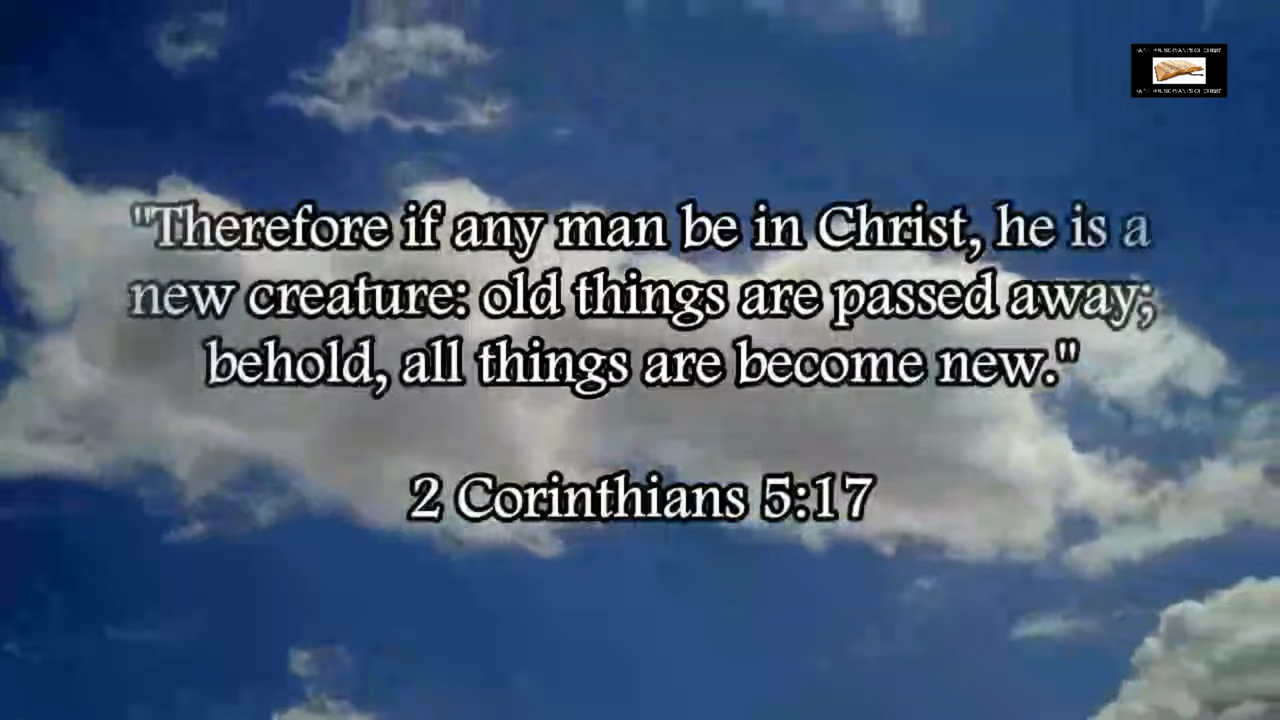 "Therefore if any man be in Christ, he is a
new creature: old things are passed away;
behold, all things are become new."
2 Corinthians 5:17